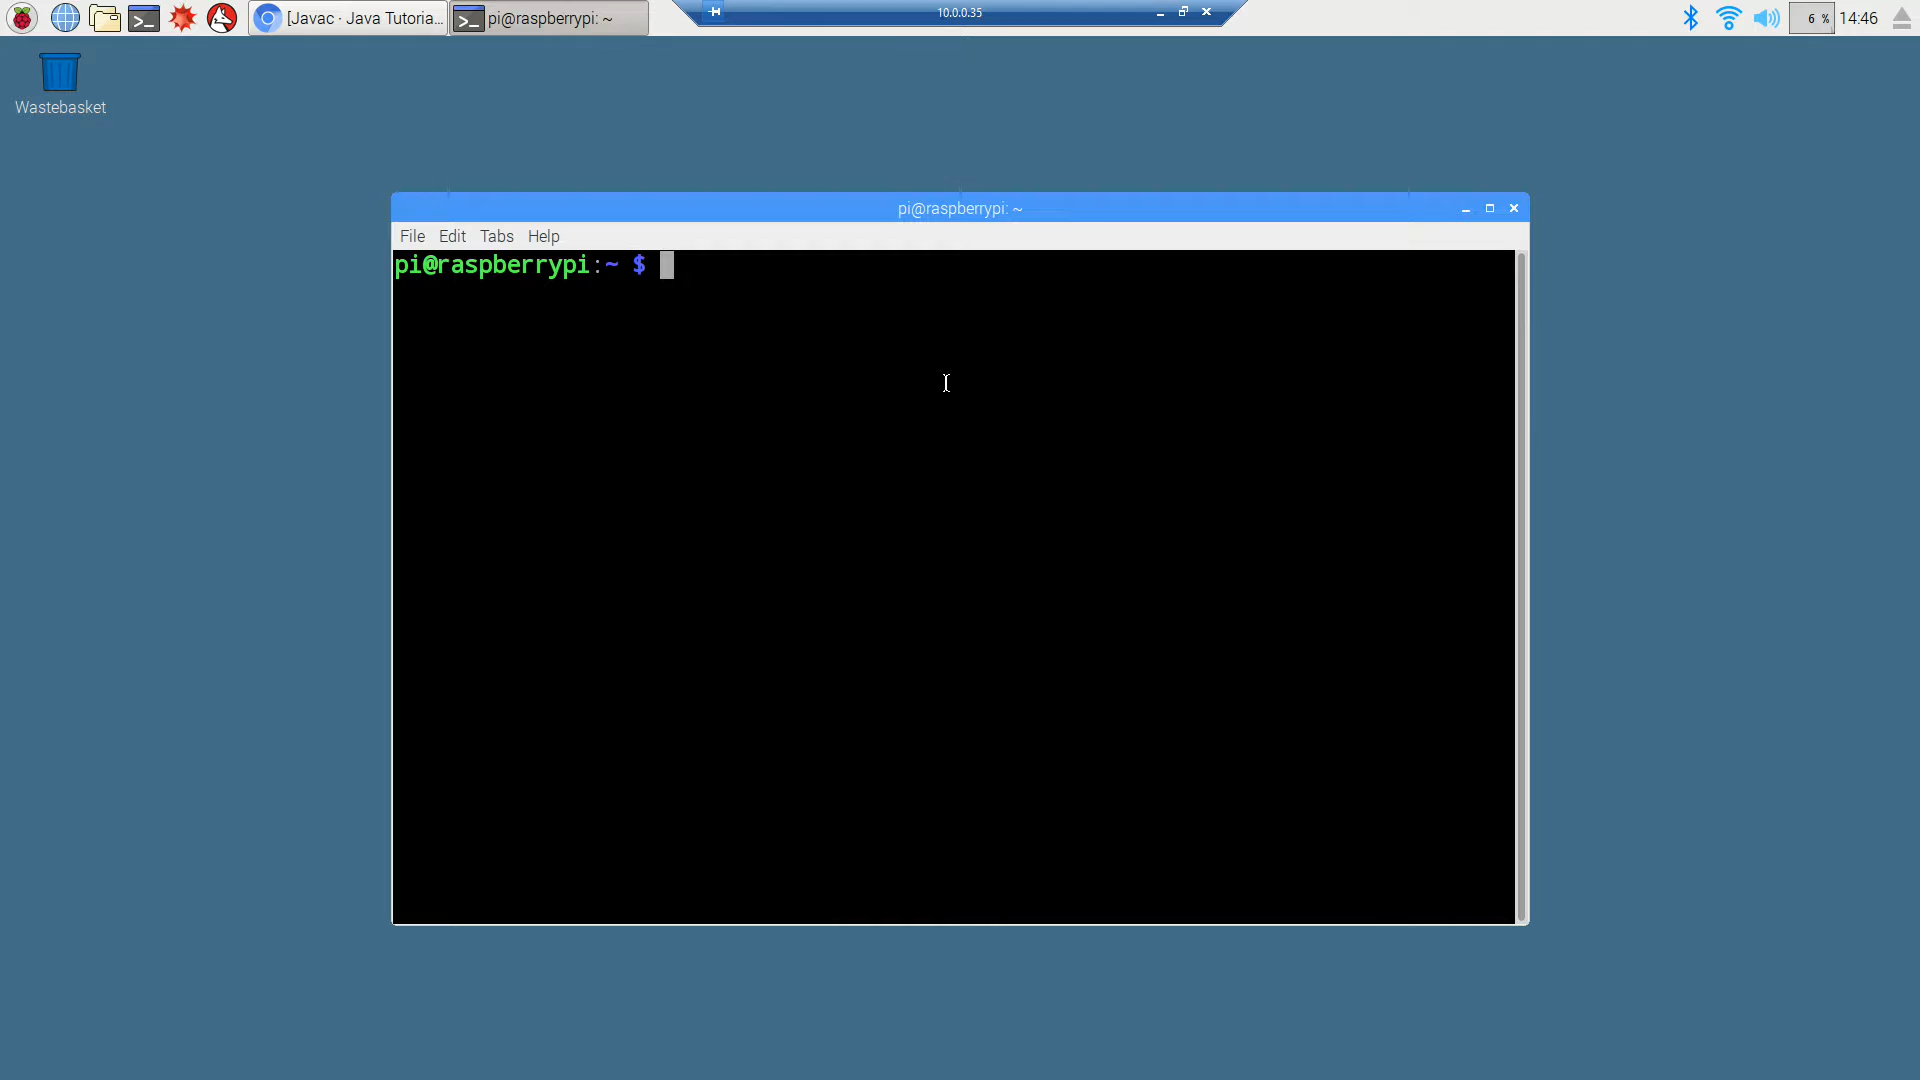 [Javac · Java Tutoria... pi@raspberrypi: ~ 10.0.0.35 6 % 14:46
Wastebasket
pi@raspberrypi: ~
File Edit Tabs Help
pi@raspberrypi:~ $